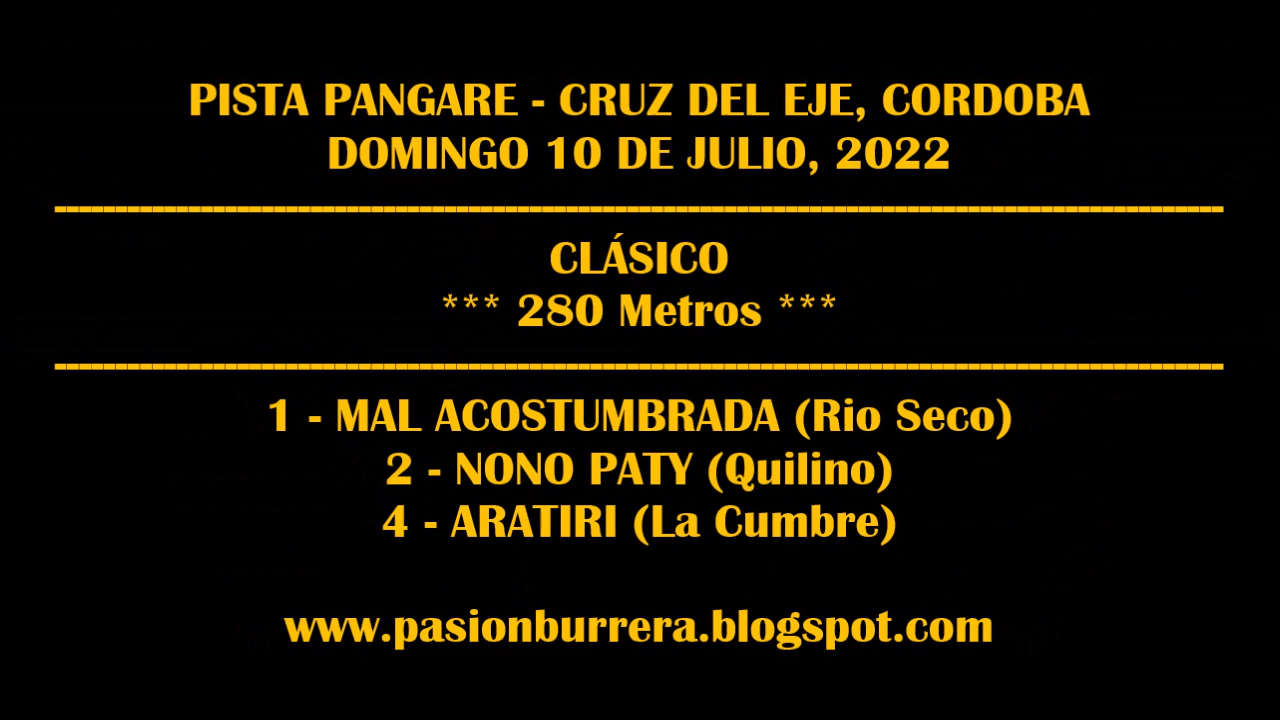 PISTA PANGARE - CRUZ DEL EJE, CORDOBA
DOMINGO 10 DE JULIO, 2022
CLÁSICO
*** 280 Metros ***
1 - MAL ACOSTUMBRADA (Rio Seco)
2 - NONO PATY (Quilino)
4 - ARATIRI (La Cumbre)
www.pasionburrera.blogspot.com